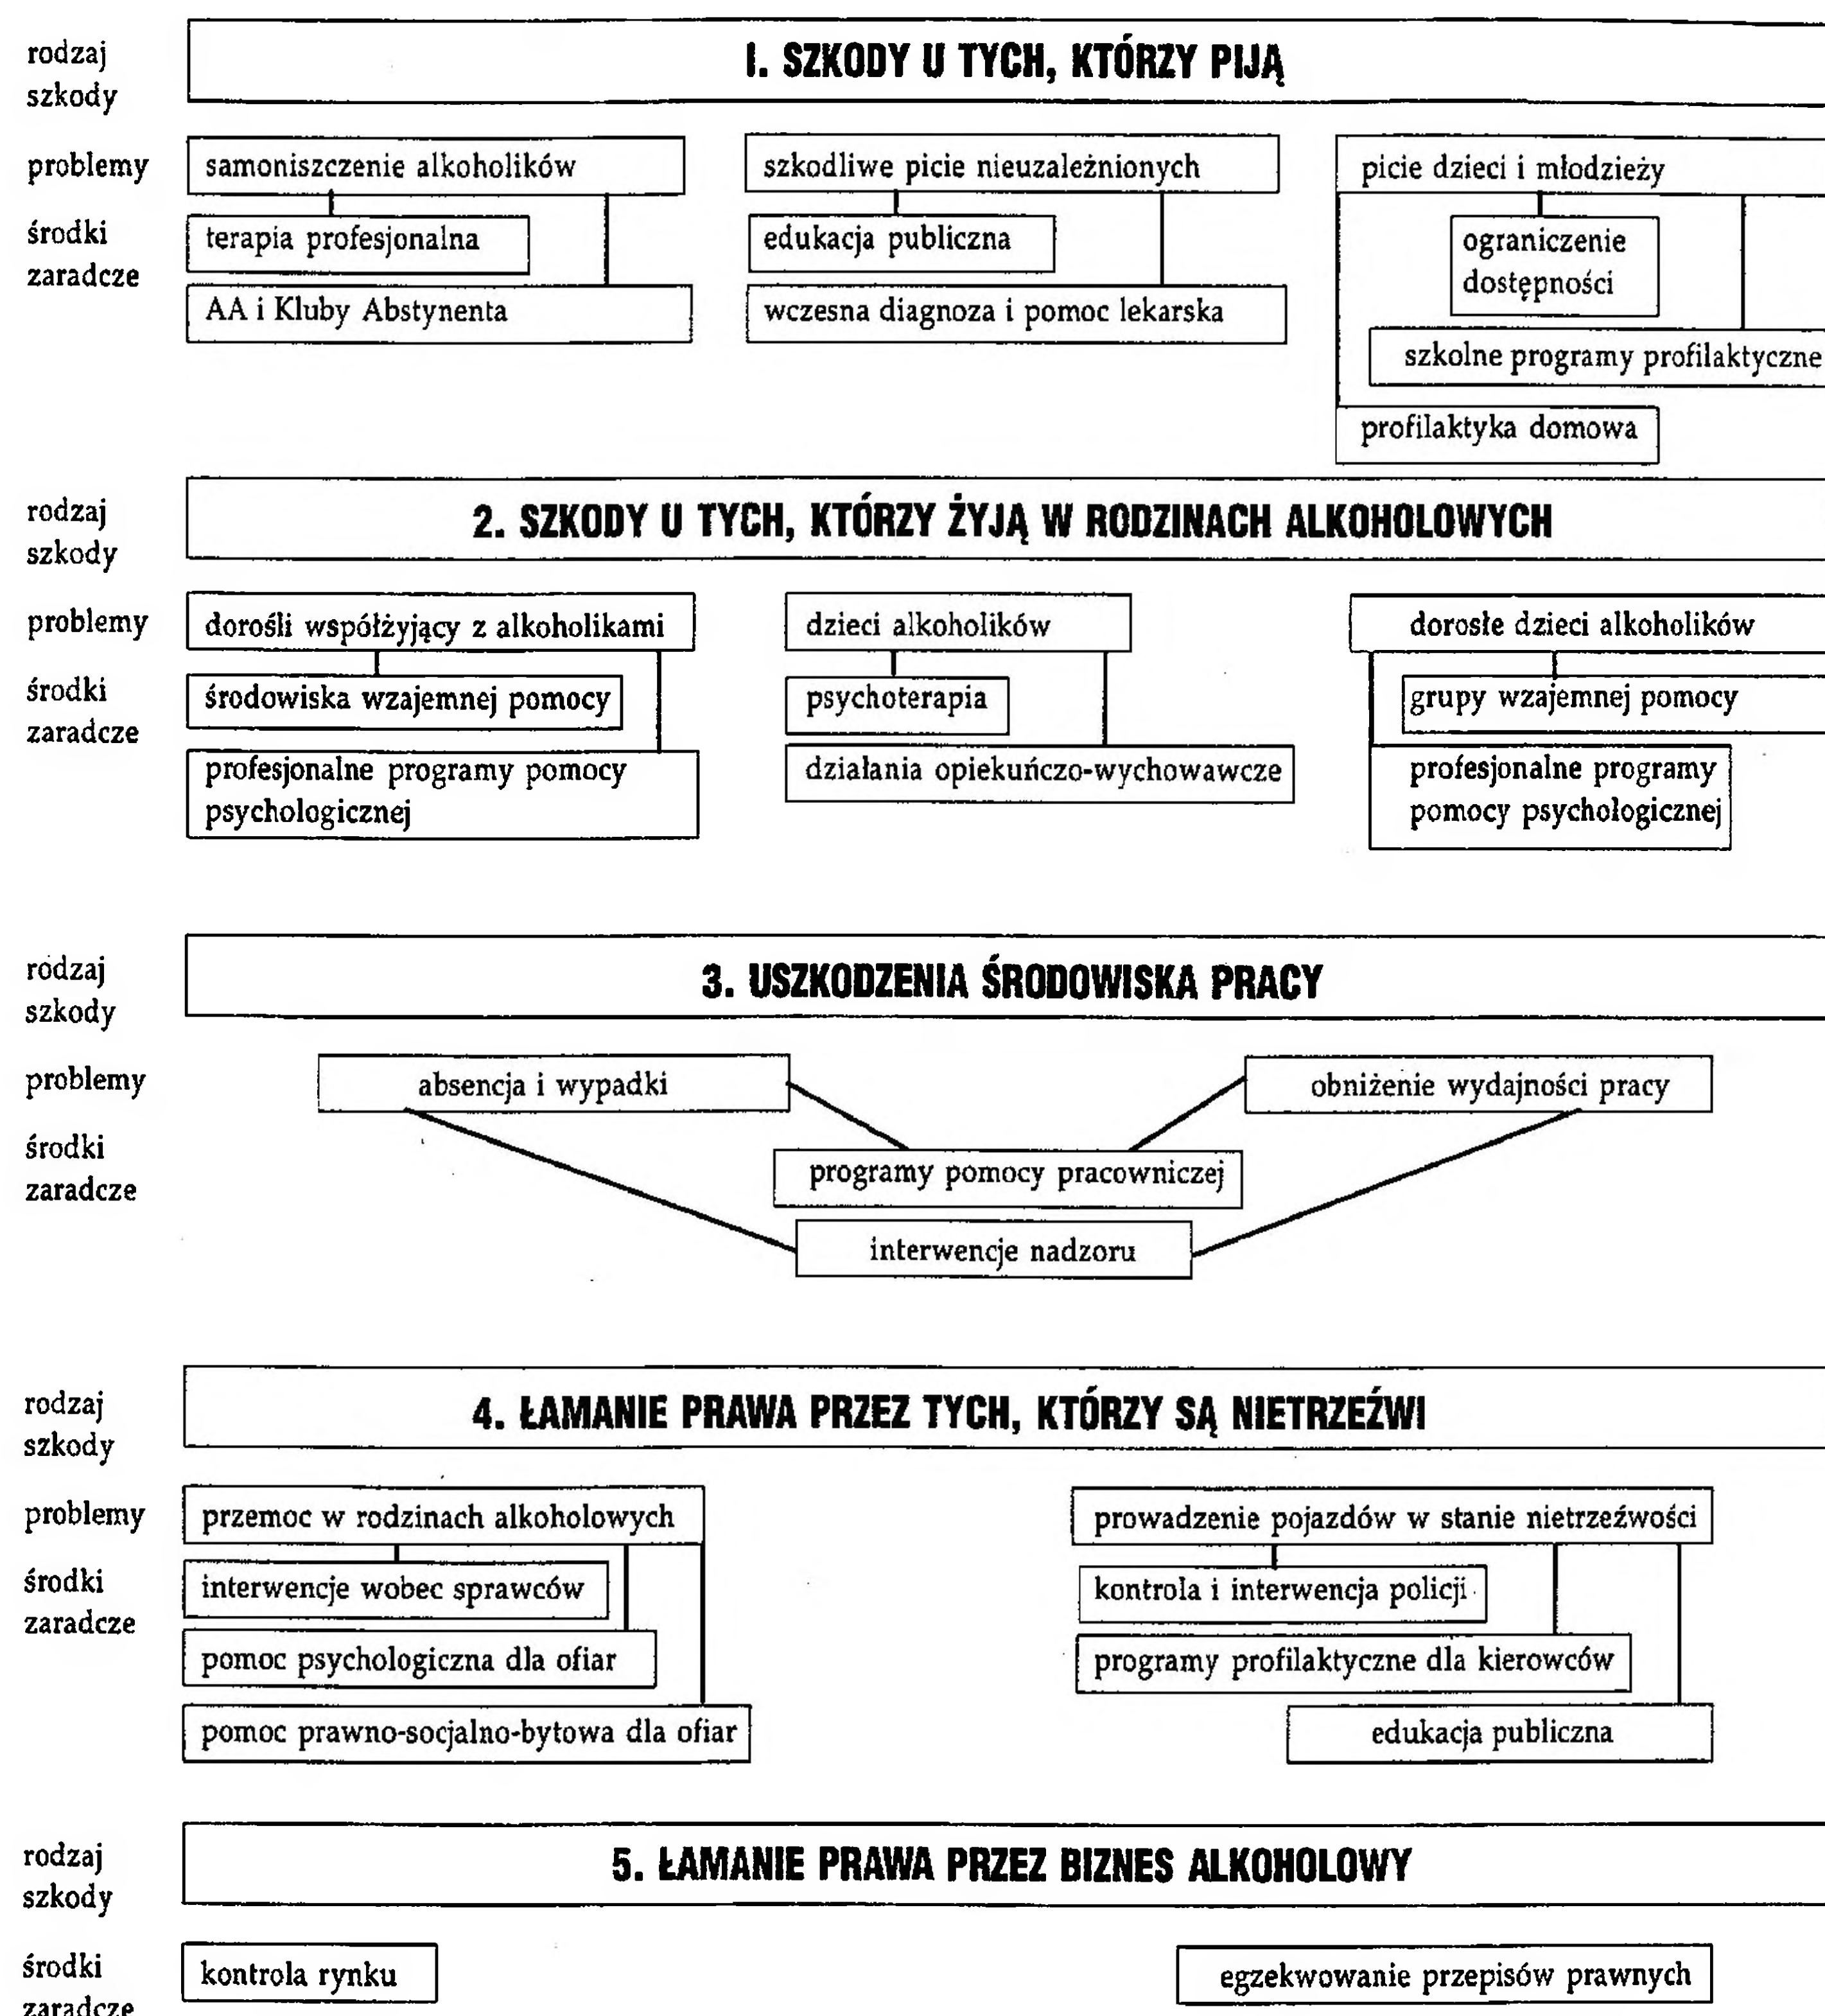 rodzaj
szkody
I. SZKODY U TYCH, KTÓRZY PIJĄ
problemy
samoniszczenie alkoholików
szkodliwe picie nieuzależnionych
picie dzieci i młodzieży
środki
zaradcze
terapia profesjonalna
edukacja publiczna
ograniczenie
dostępności
AA i Kluby Abstynenta
wczesna diagnoza i pomoc lekarska
szkolne programy profilaktyczne
profilaktyka domowa
rodzaj
szkody
2. SZKODY U TYCH, KTÓRZY ŻYJĄ W RODZINACH ALKOHOLOWYCH
problemy
dorośli współżyjący z alkoholikami
dzieci alkoholików
dorosłe dzieci alkoholików
środki
zaradcze
środowiska wzajemnej pomocy
psychoterapia
grupy wzajemnej pomocy
profesjonalne programy pomocy
psychologicznej
działania opiekuńczo-wychowawcze
profesjonalne programy
pomocy psychologicznej
rodzaj
szkody
3. USZKODZENIA ŚRODOWISKA PRACY
problemy
absencja i wypadki
obniżenie wydajności pracy
środki
zaradcze
programy pomocy pracowniczej
interwencje nadzoru
rodzaj
szkody
4. ŁAMANIE PRAWA PRZEZ TYCH, KTÓRZY SĄ NIETRZEŹWI
problemy
przemoc w rodzinach alkoholowych
prowadzenie pojazdów w stanie nietrzeźwości
środki
zaradcze
interwencje wobec sprawców
kontrola i interwencja policji
pomoc psychologiczna dla ofiar
programy profilaktyczne dla kierowców
pomoc prawno-socjalno-bytowa dla ofiar
edukacja publiczna
rodzaj
szkody
5. ŁAMANIE PRAWA PRZEZ BIZNES ALKOHOLOWY
środki
zaradcze
kontrola rynku
egzekwowanie przepisów prawnych